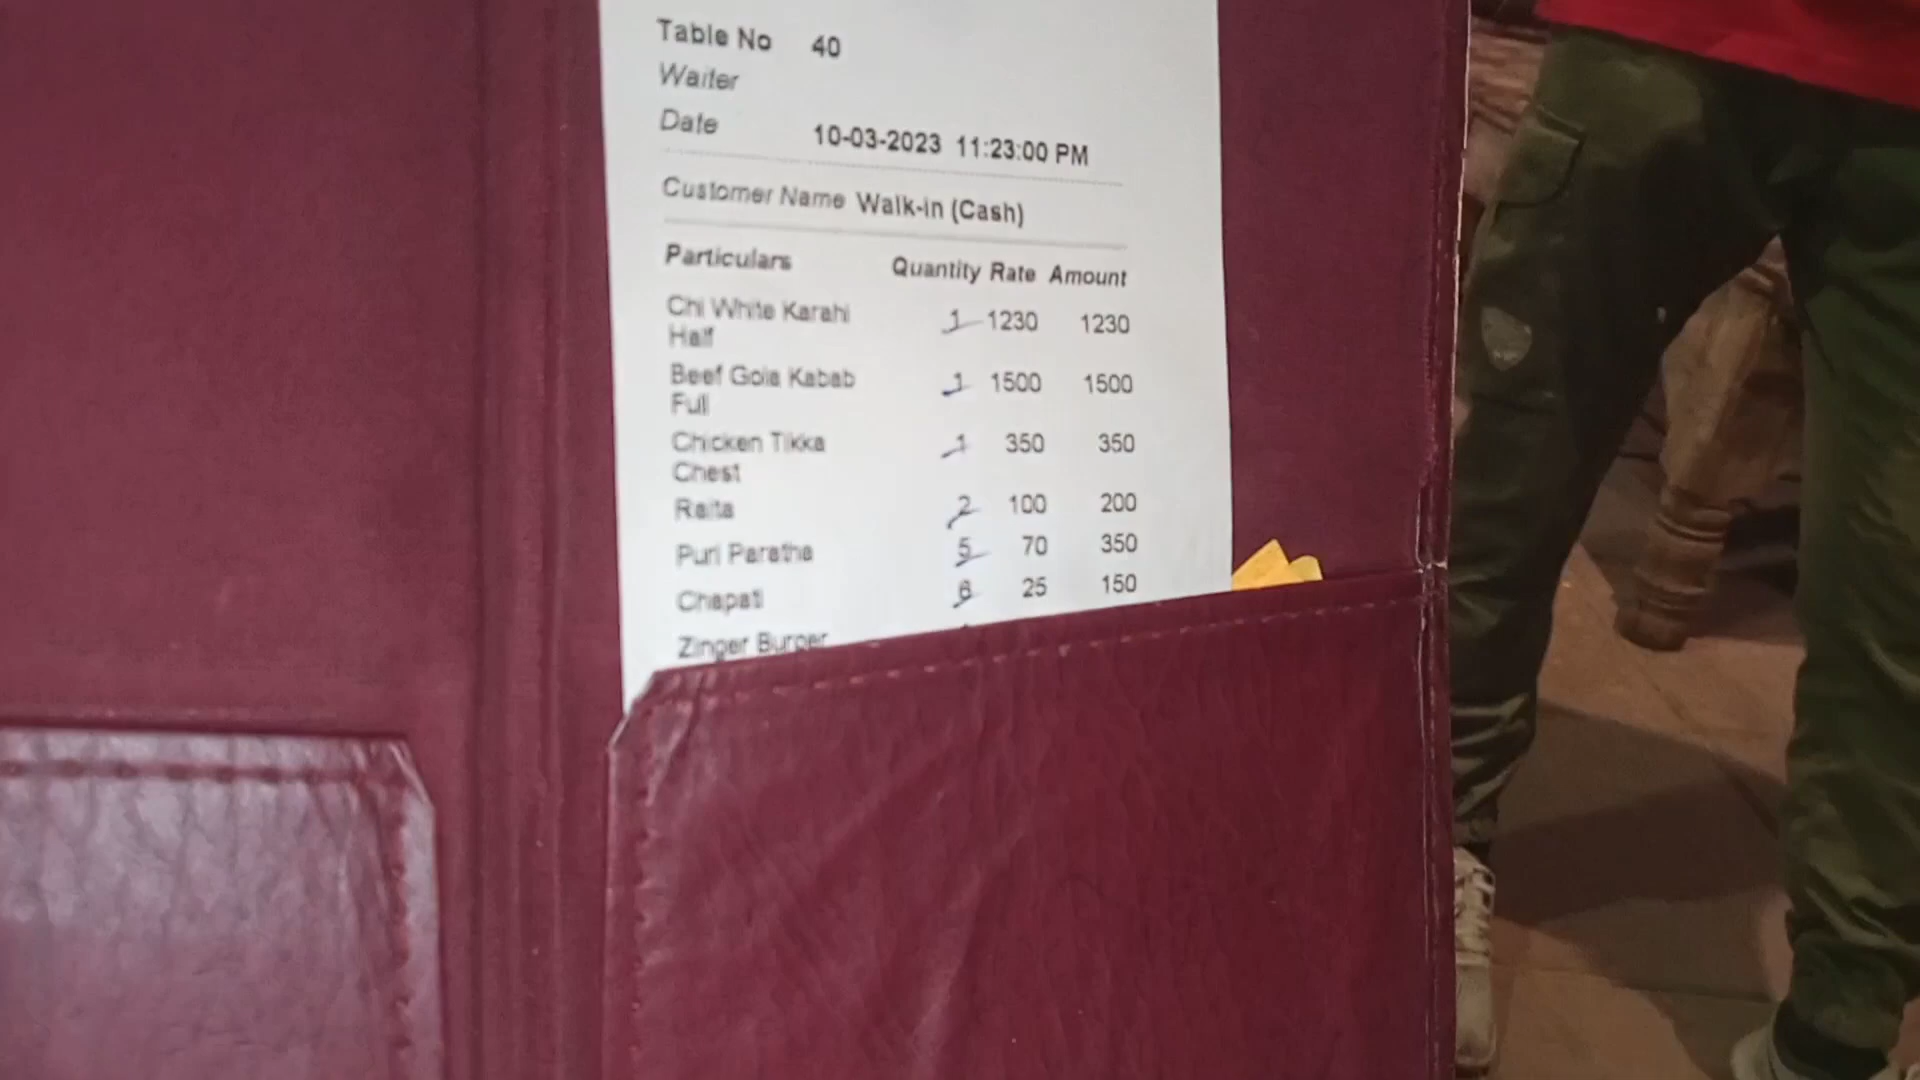 Table No 40
Waiter
Date 10-03-2023 11:23:00 PM
Customer Name Walk-in (Cash)
Particulars Quantity Rate Amount
Chi White Karahi 1 1230 1230
Half
Beef Gola Kabab 1 1500 1500
Full
Chicken Tikka 1 350 350
Chest
Raita 2 100 200
Puri Paratha 5 70 350
Chapati 6 25 150
Zinger Burger